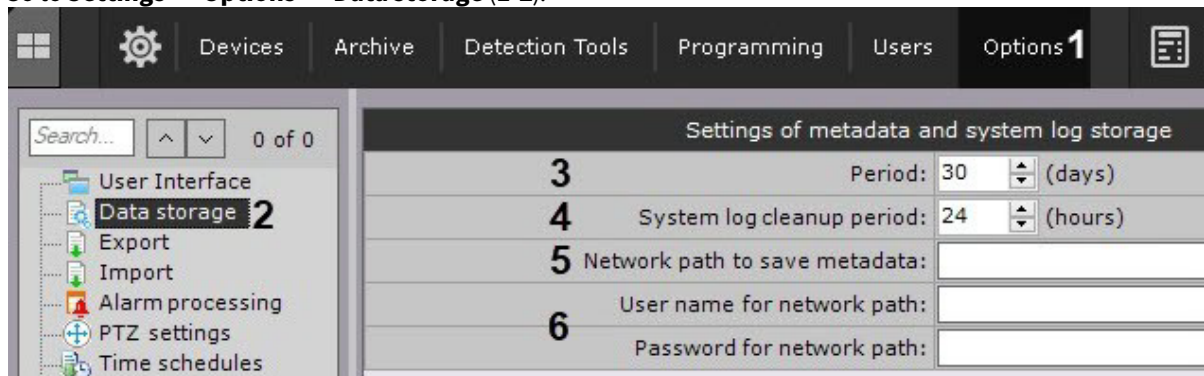 Devices Archive Detection Tools Programming Users Options 1
Search... 0 of 0
User Interface
Data storage 2
Export
Import
Alarm processing
PTZ settings
Time schedules
Settings of metadata and system log storage
3 Period: 30 (days)
4 System log cleanup period: 24 (hours)
5 Network path to save metadata:
6 User name for network path:
Password for network path: